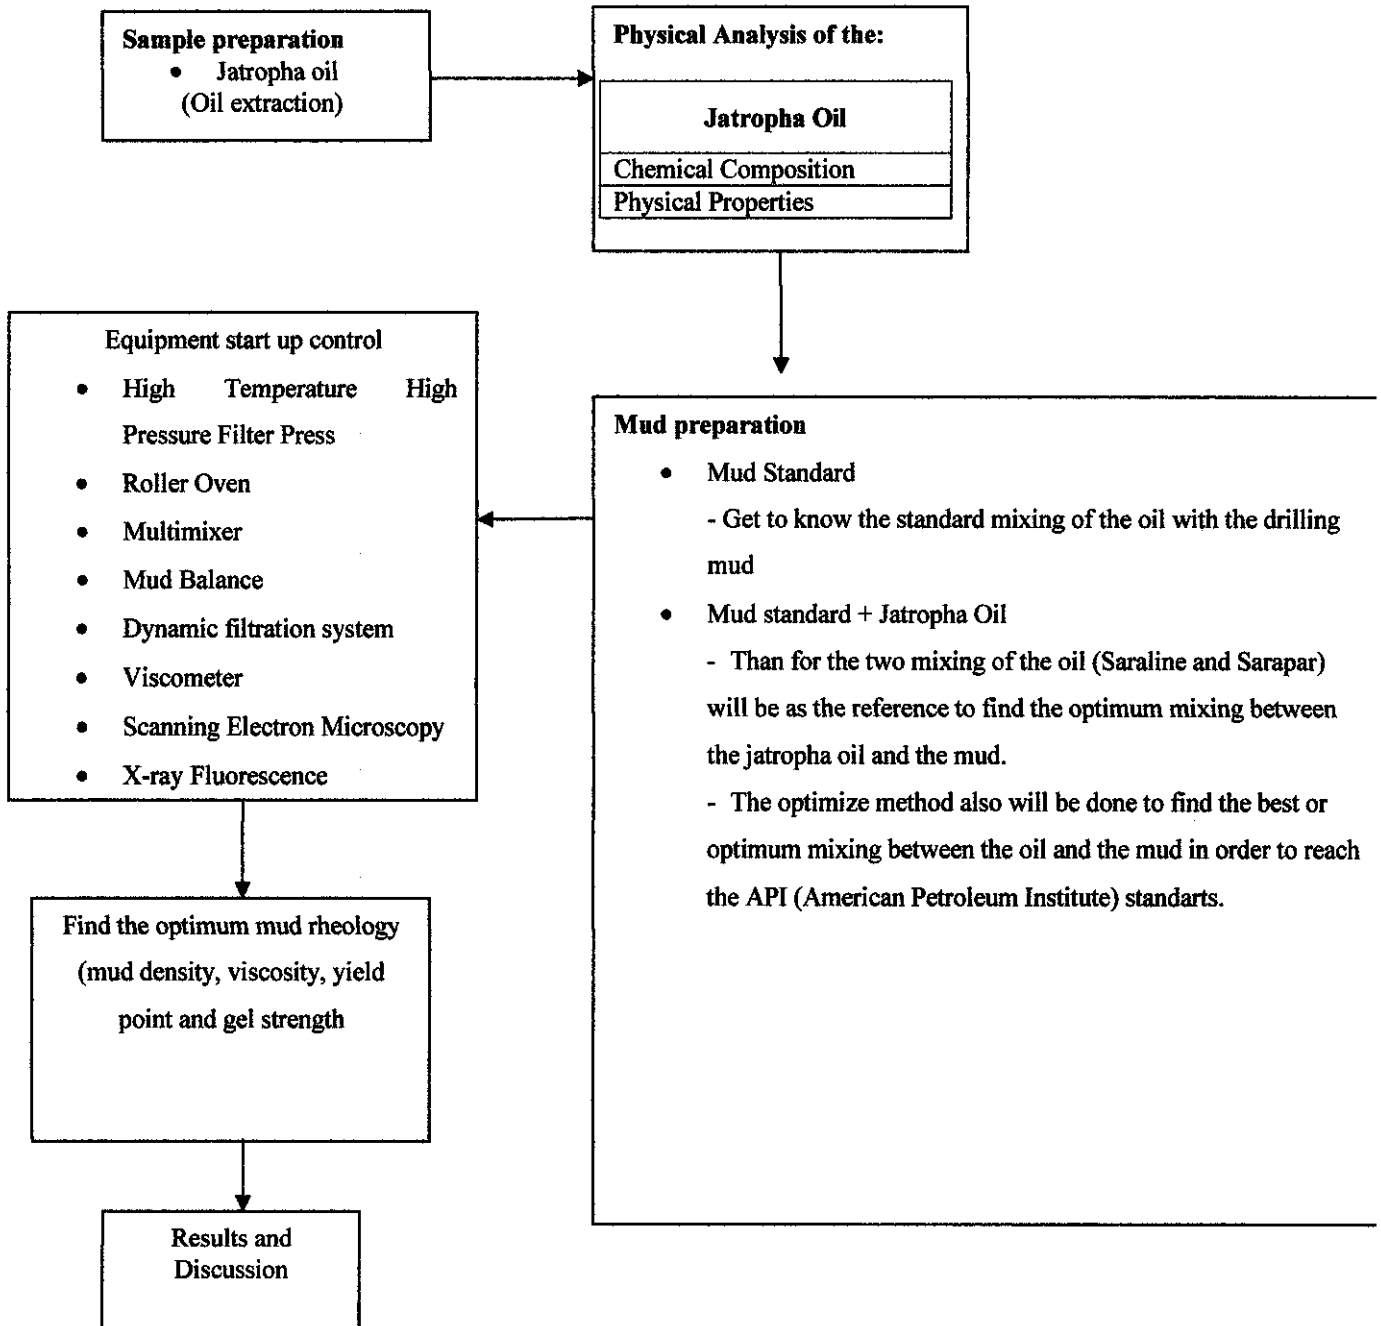 Sample preparation
• Jatropha oil
(Oil extraction)
Physical Analysis of the:
Jatropha Oil
Chemical Composition
Physical Properties
Mud preparation
• Mud Standard
- Get to know the standard mixing of the oil with the drilling
mud
• Mud standard + Jatropha Oil
- Than for the two mixing of the oil (Saraline and Sarapar)
will be as the reference to find the optimum mixing between
the jatropha oil and the mud.
- The optimize method also will be done to find the best or
optimum mixing between the oil and the mud in order to reach
the API (American Petroleum Institute) standarts.
Equipment start up control
• High Temperature High
Pressure Filter Press
• Roller Oven
• Multimixer
• Mud Balance
• Dynamic filtration system
• Viscometer
• Scanning Electron Microscopy
• X-ray Fluorescence
Find the optimum mud rheology
(mud density, viscosity, yield
point and gel strength
Results and
Discussion